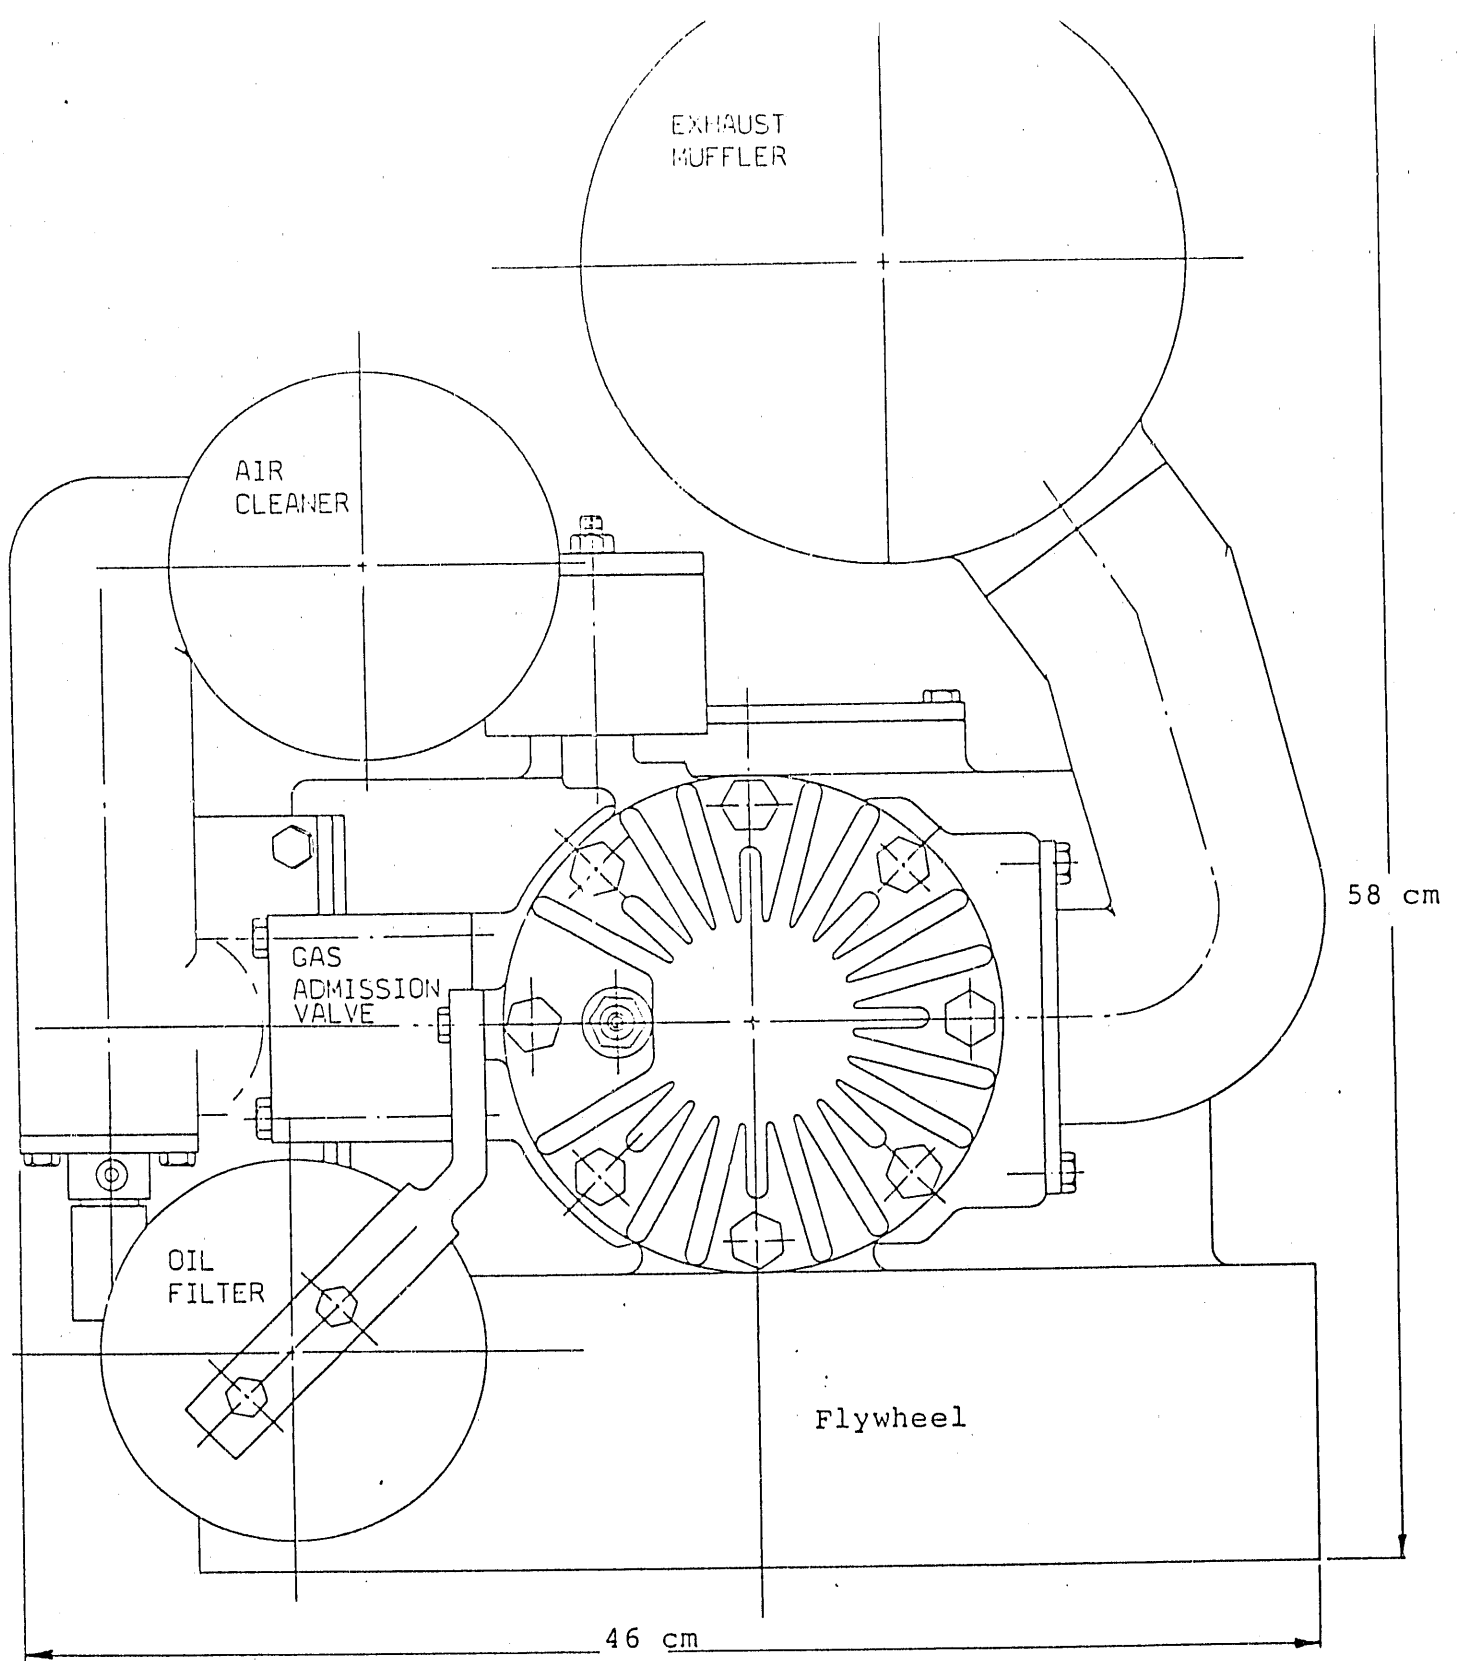 EXHAUST
MUFFLER
AIR
CLEANER
58 cm
GAS
ADMISSION
VALVE
OIL
FILTER
Flywheel
46 cm